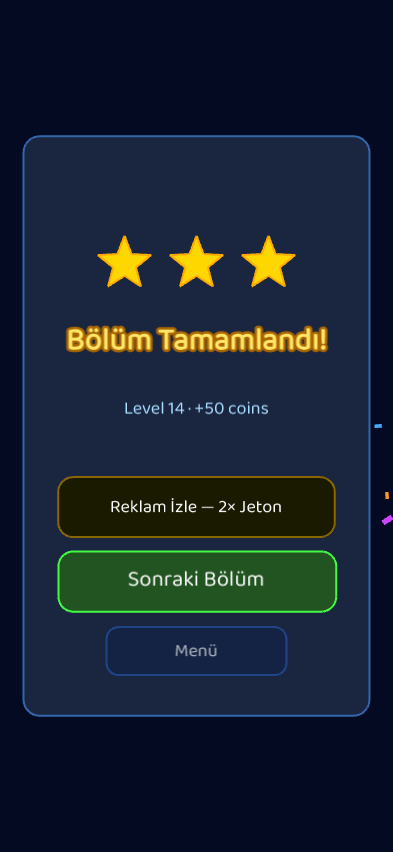 Bölüm Tamamlandı!
Level 14 · +50 coins
Reklam İzle — 2× Jeton
Sonraki Bölüm
Menü